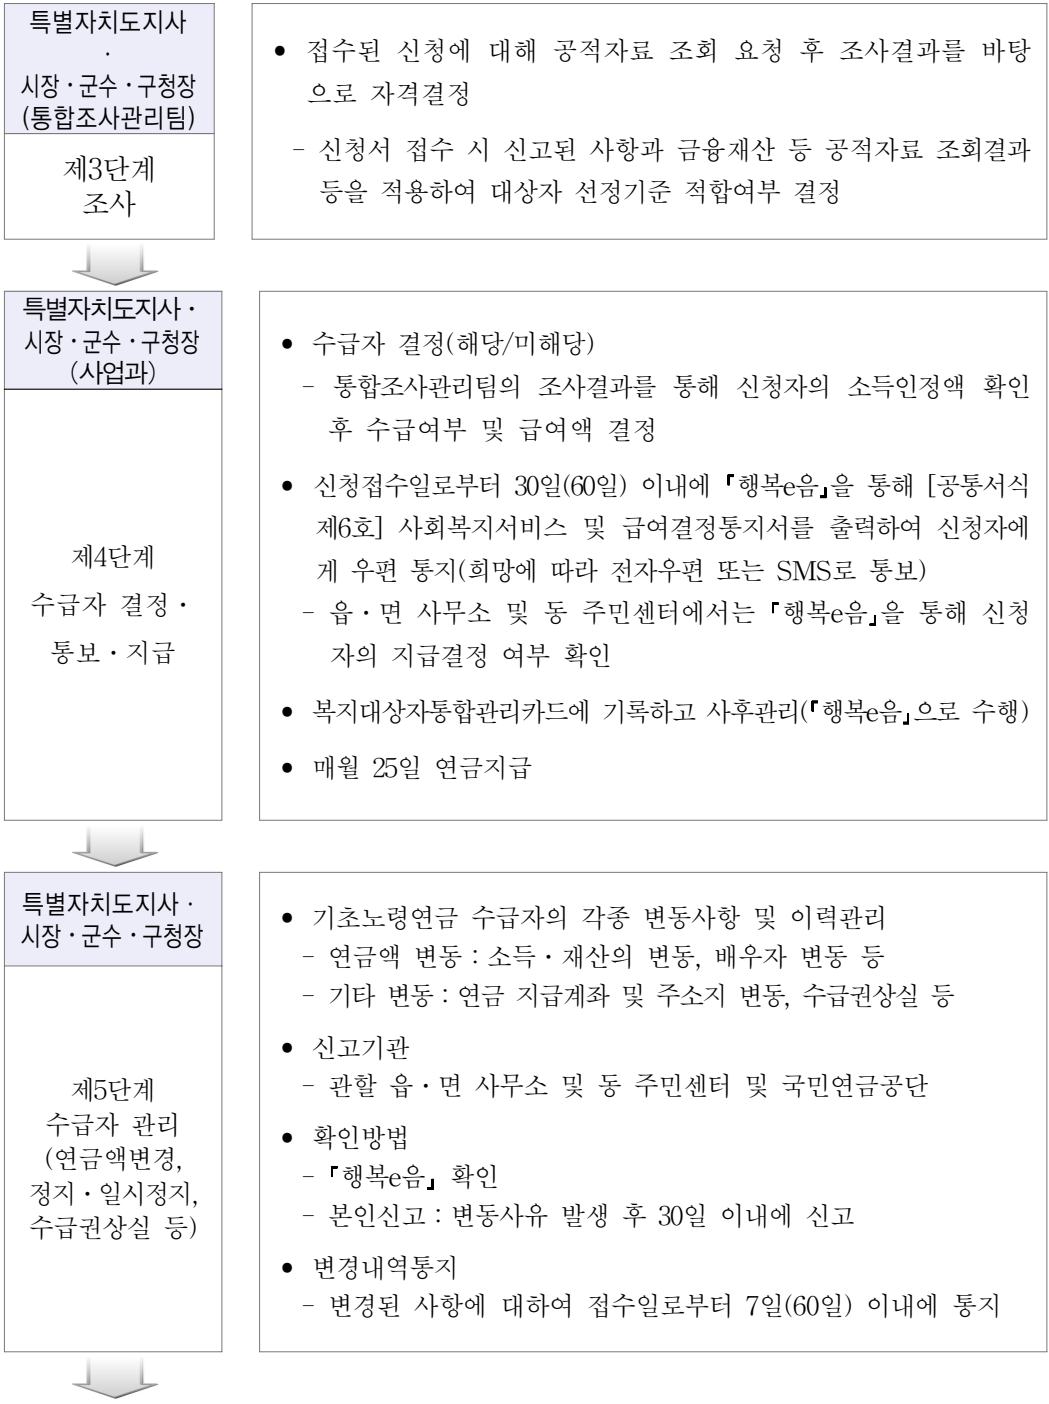 특별자치도지사
·
시장・군수・구청장
(통합조사관리팀)
제3단계
조사
● 접수된 신청에 대해 공적자료 조회 요청 후 조사결과를 바탕
으로 자격결정
- 신청서 접수 시 신고된 사항과 금융재산 등 공적자료 조회결과
등을 적용하여 대상자 선정기준 적합여부 결정
특별자치도지사・
시장・군수・구청장
(사업과)
제4단계
수급자 결정・
통보・지급
● 수급자 결정(해당/미해당)
- 통합조사관리팀의 조사결과를 통해 신청자의 소득인정액 확인
후 수급여부 및 급여액 결정
● 신청접수일로부터 30일(60일) 이내에 『행복e음』을 통해 [공통서식
제6호] 사회복지서비스 및 급여결정통지서를 출력하여 신청자에
게 우편 통지(희망에 따라 전자우편 또는 SMS로 통보)
- 읍・면 사무소 및 동 주민센터에서는 『행복e음』을 통해 신청
자의 지급결정 여부 확인
● 복지대상자통합관리카드에 기록하고 사후관리(『행복e음』으로 수행)
● 매월 25일 연금지급
특별자치도지사・
시장・군수・구청장
제5단계
수급자 관리
(연금액변경,
정지・일시정지,
수급권상실 등)
● 기초노령연금 수급자의 각종 변동사항 및 이력관리
- 연금액 변동 : 소득・재산의 변동, 배우자 변동 등
- 기타 변동 : 연금 지급계좌 및 주소지 변동, 수급권상실 등
● 신고기관
- 관할 읍・면 사무소 및 동 주민센터 및 국민연금공단
● 확인방법
- 『행복e음』 확인
- 본인신고 : 변동사유 발생 후 30일 이내에 신고
● 변경내역통지
- 변경된 사항에 대하여 접수일로부터 7일(60일) 이내에 통지